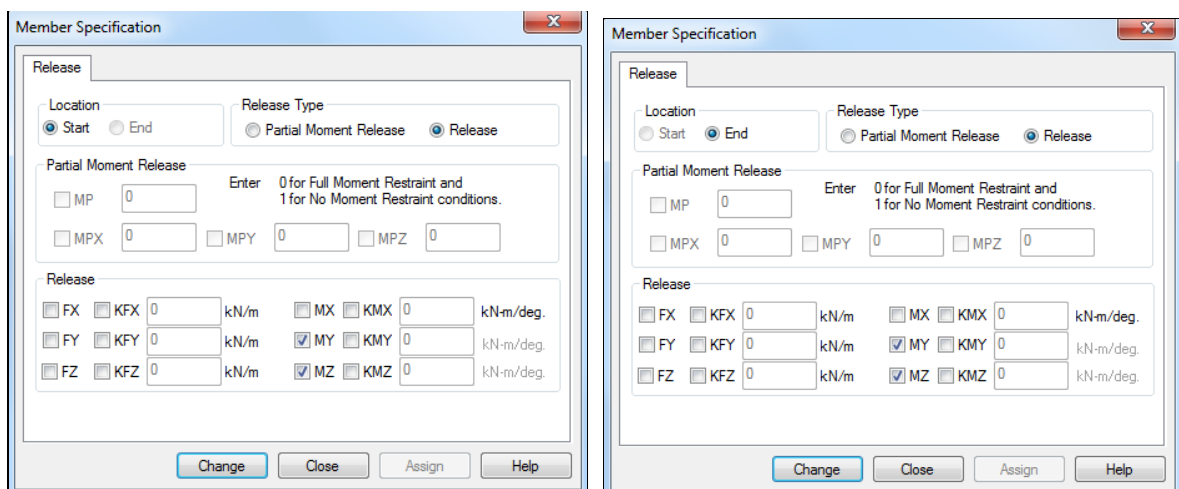 Member Specification
x
Release
Location
Start End
Release Type
Partial Moment Release Release
Partial Moment Release
MP 0 Enter 0 for Full Moment Restraint and
1 for No Moment Restraint conditions.
MPX 0 MPY 0 MPZ 0
Release
FX KFX 0 kN/m MX KMX 0 kN-m/deg.
FY KFY 0 kN/m MY KMY 0 kN-m/deg.
FZ KFZ 0 kN/m MZ KMZ 0 kN-m/deg.
Change Close Assign Help
Member Specification
x
Release
Location
Start End
Release Type
Partial Moment Release Release
Partial Moment Release
MP 0 Enter 0 for Full Moment Restraint and
1 for No Moment Restraint conditions.
MPX 0 MPY 0 MPZ 0
Release
FX KFX 0 kN/m MX KMX 0 kN-m/deg.
FY KFY 0 kN/m MY KMY 0 kN-m/deg.
FZ KFZ 0 kN/m MZ KMZ 0 kN-m/deg.
Change Close Assign Help